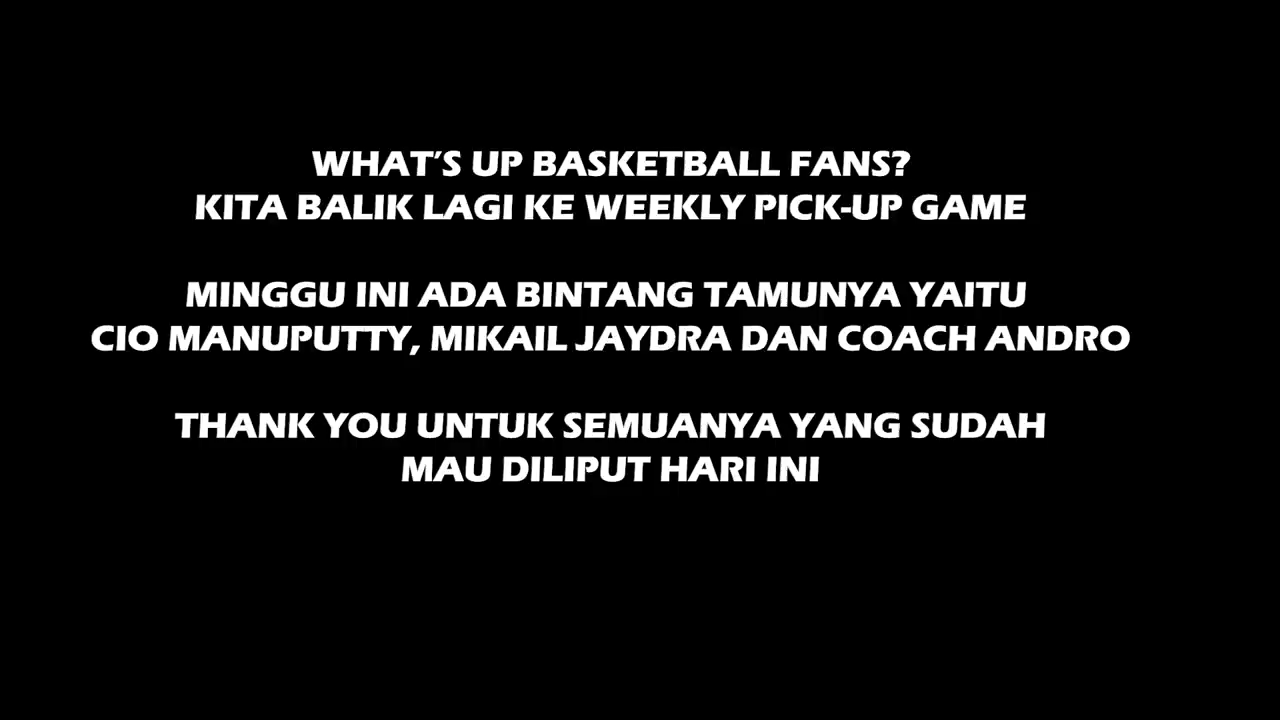 WHAT'S UP BASKETBALL FANS?
KITA BALIK LAGI KE WEEKLY PICK-UP GAME
MINGGU INI ADA BINTANG TAMUNYA YAITU
CIO MANUPUTTY, MIKAIL JAYDRA DAN COACH ANDRO
THANK YOU UNTUK SEMUANYA YANG SUDAH
MAU DILIPUT HARI INI